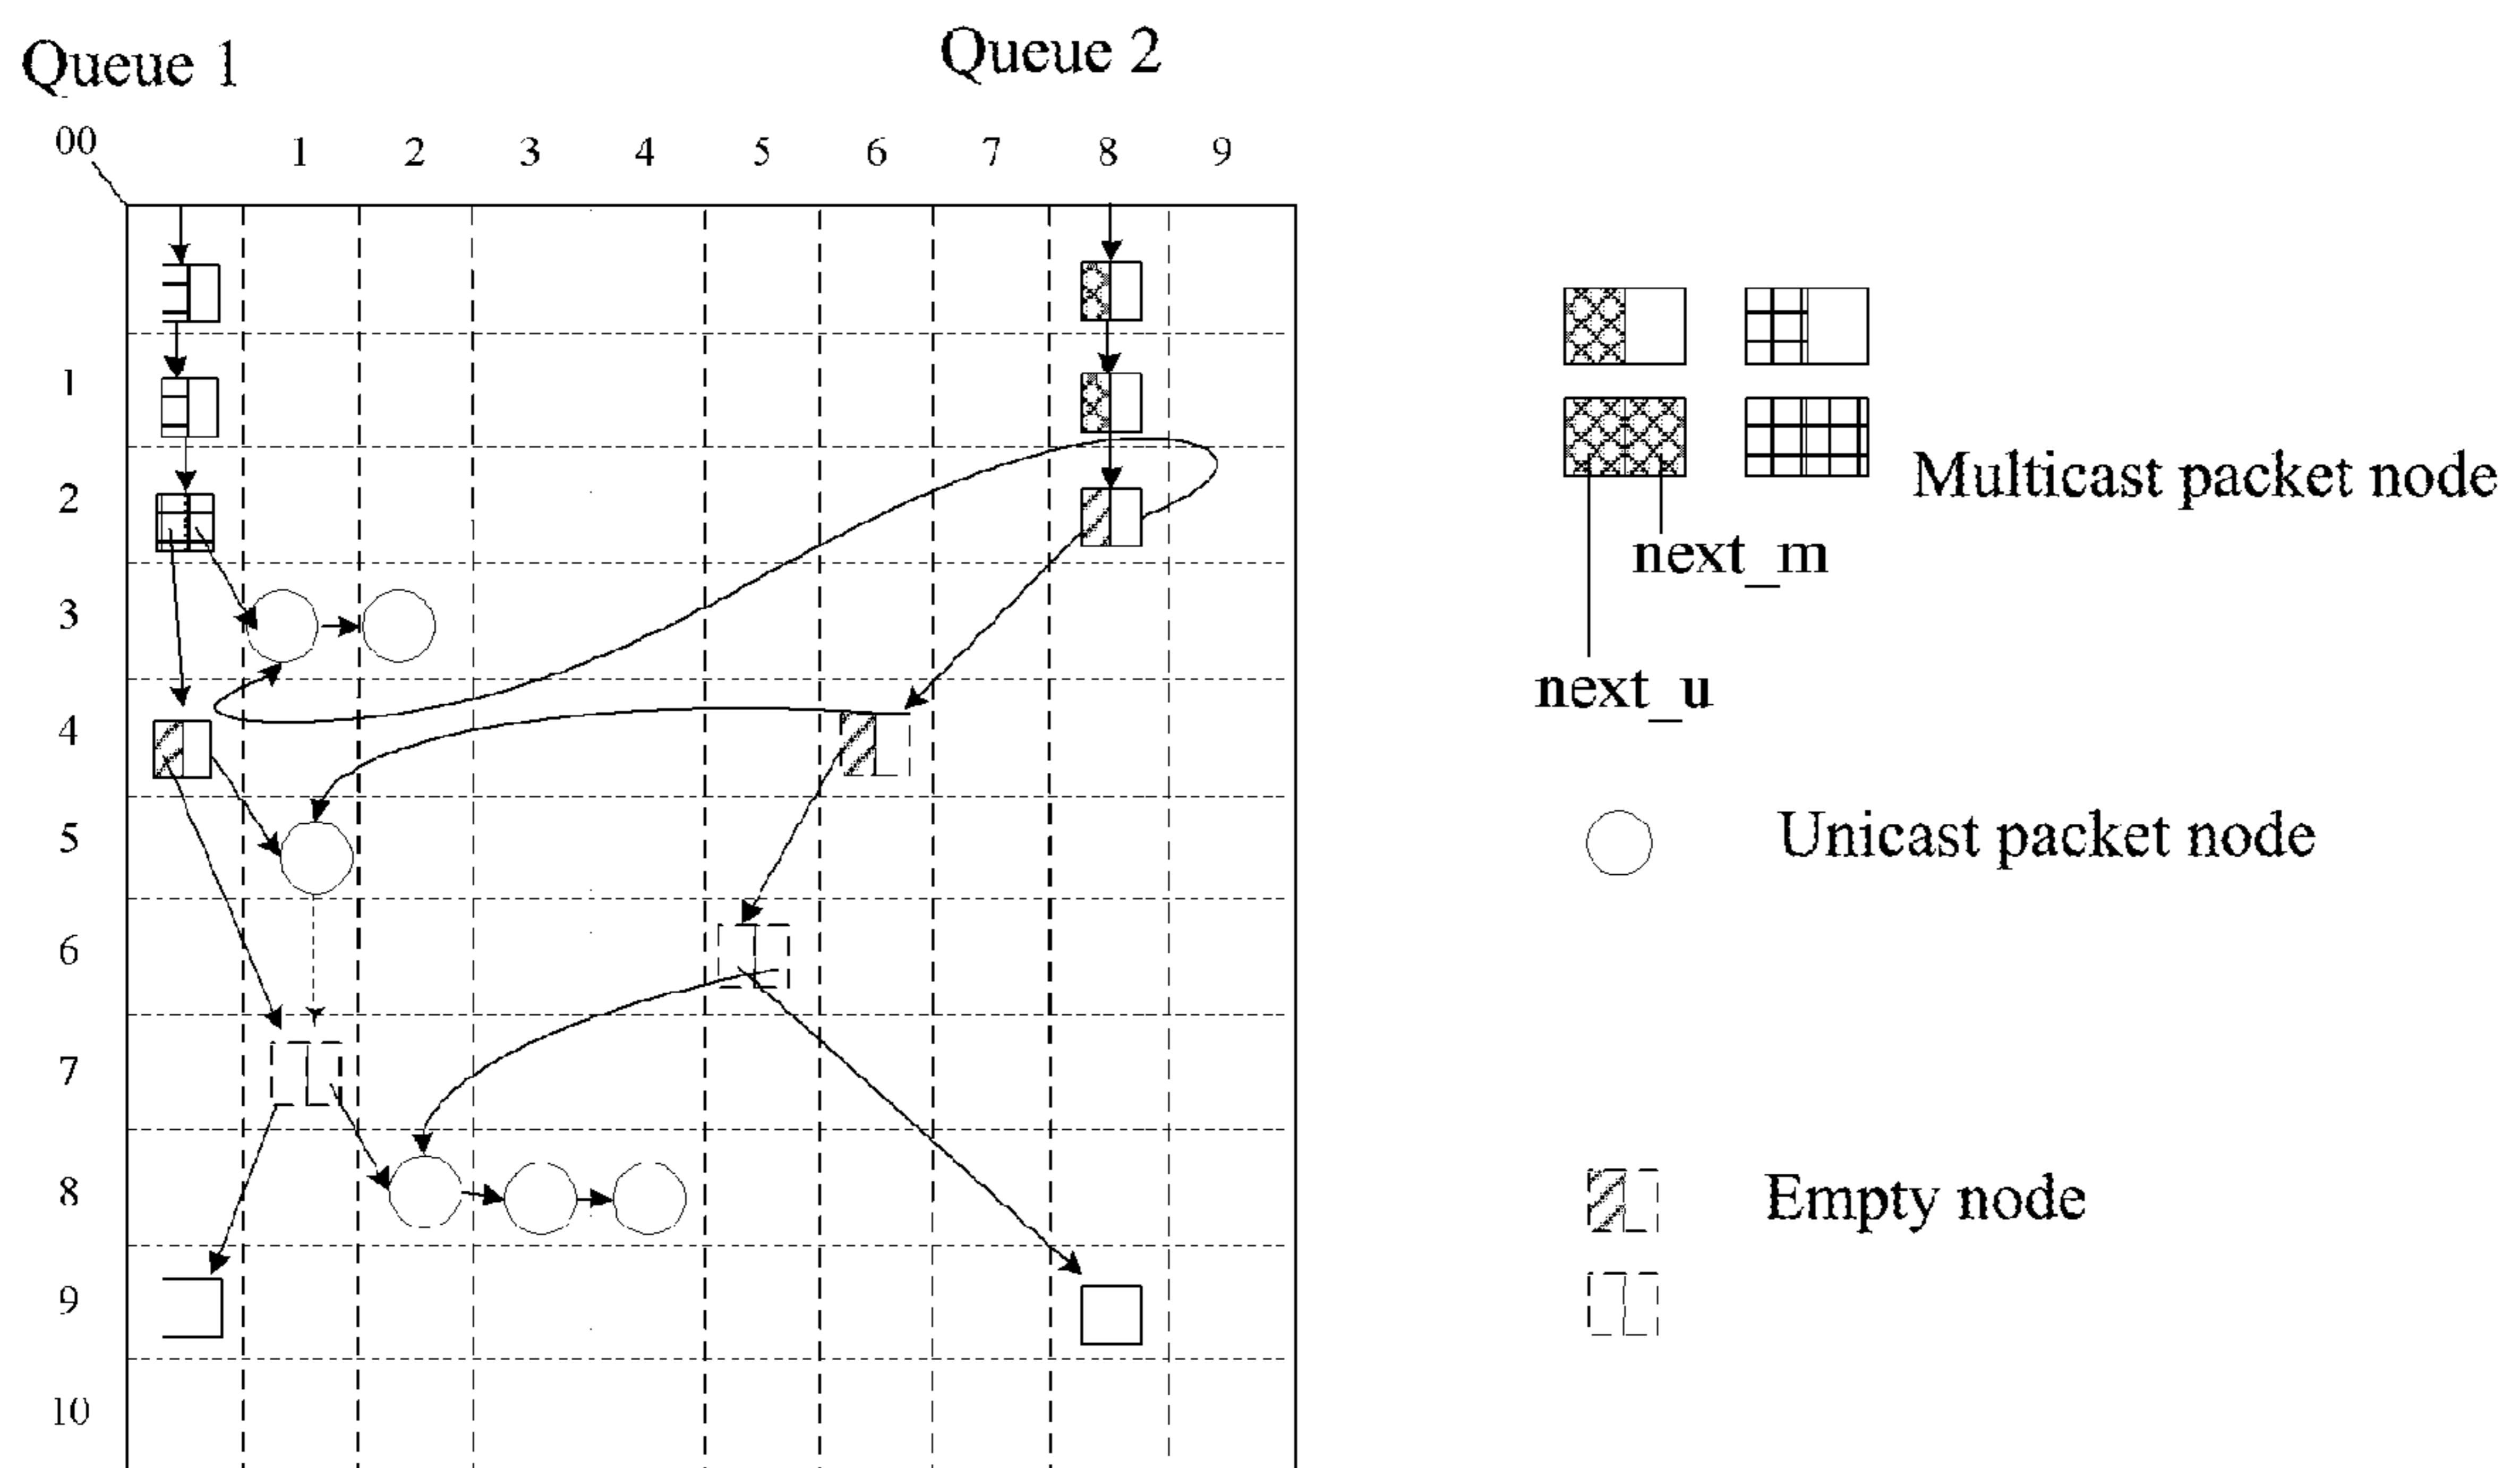 Queue 1
Queue 2
00 1 2 3 4 5 6 7 8 9
1
2
3
4
5
6
7
8
9
10
Multicast packet node
next_m
next_u
Unicast packet node
Empty node